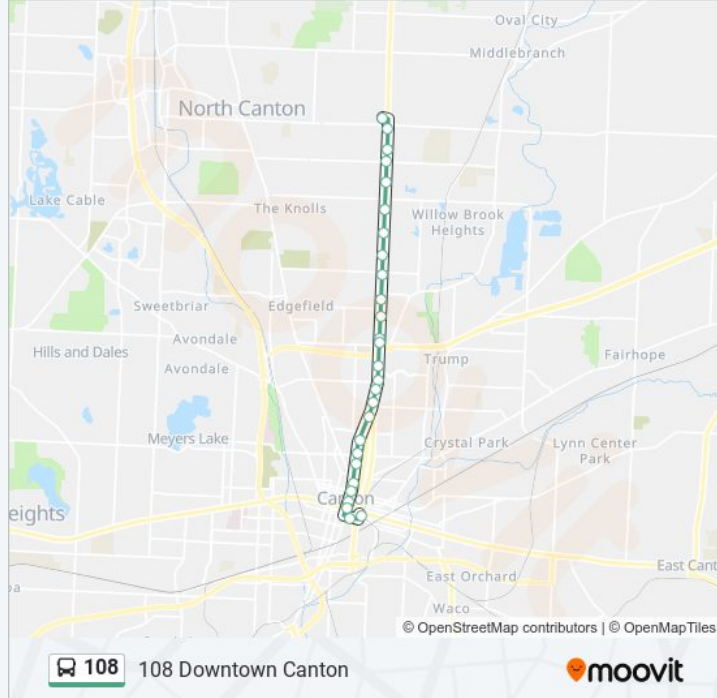 Oval City
Middlebranch
North Canton
Lake Cable
The Knolls
Willow Brook
Heights
Sweetbriar
Edgefield
Avondale
Hills and Dales
Trump
Fairhope
Avondale
Meyers Lake
Crystal Park
Lynn Center
Park
Canton
eights
East Cant
East Orchard
Waco
© OpenStreetMap contributors | © OpenMapTiles
108
108 Downtown Canton
moovit